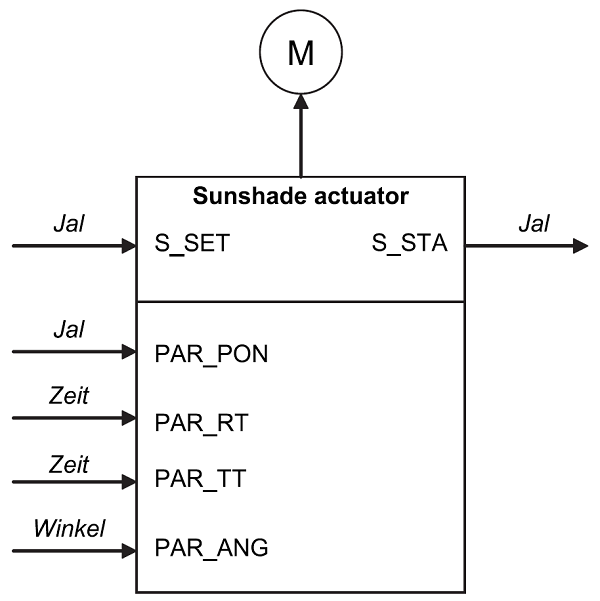 M
Sunshade actuator
Jal
S_SET
S_STA
Jal
Jal
PAR_PON
Zeit
PAR_RT
Zeit
PAR_TT
Winkel
PAR_ANG